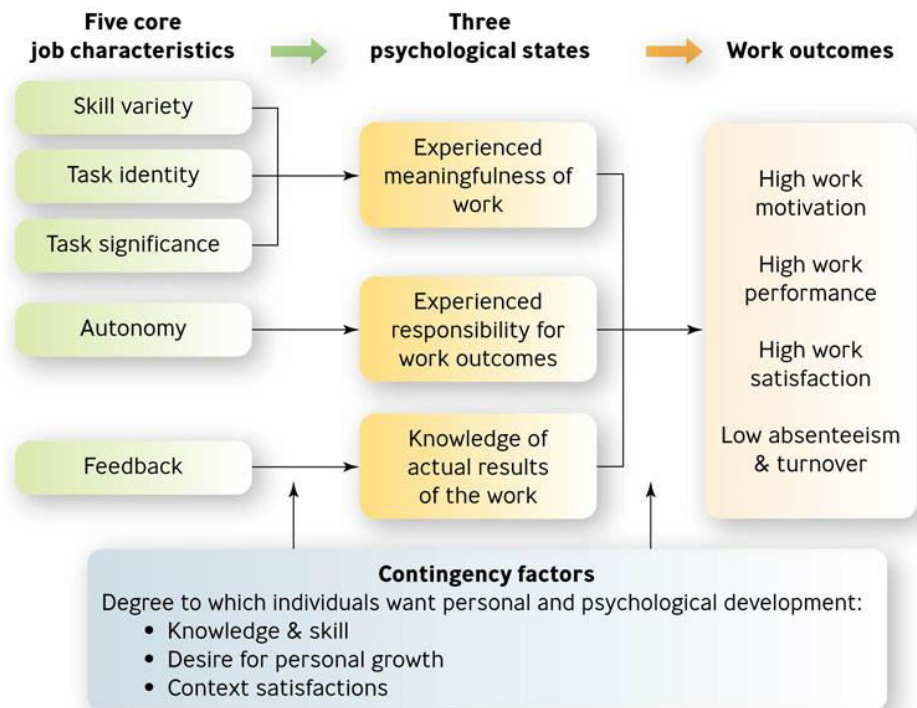 Five core
job characteristics
Three
psychological states
Work outcomes
Skill variety
Task identity
Task significance
Autonomy
Feedback
Experienced
meaningfulness of
work
Experienced
responsibility for
work outcomes
Knowledge of
actual results
of the work
High work
motivation
High work
performance
High work
satisfaction
Low absenteeism
& turnover
Contingency factors
Degree to which individuals want personal and psychological development:
• Knowledge & skill
• Desire for personal growth
• Context satisfactions